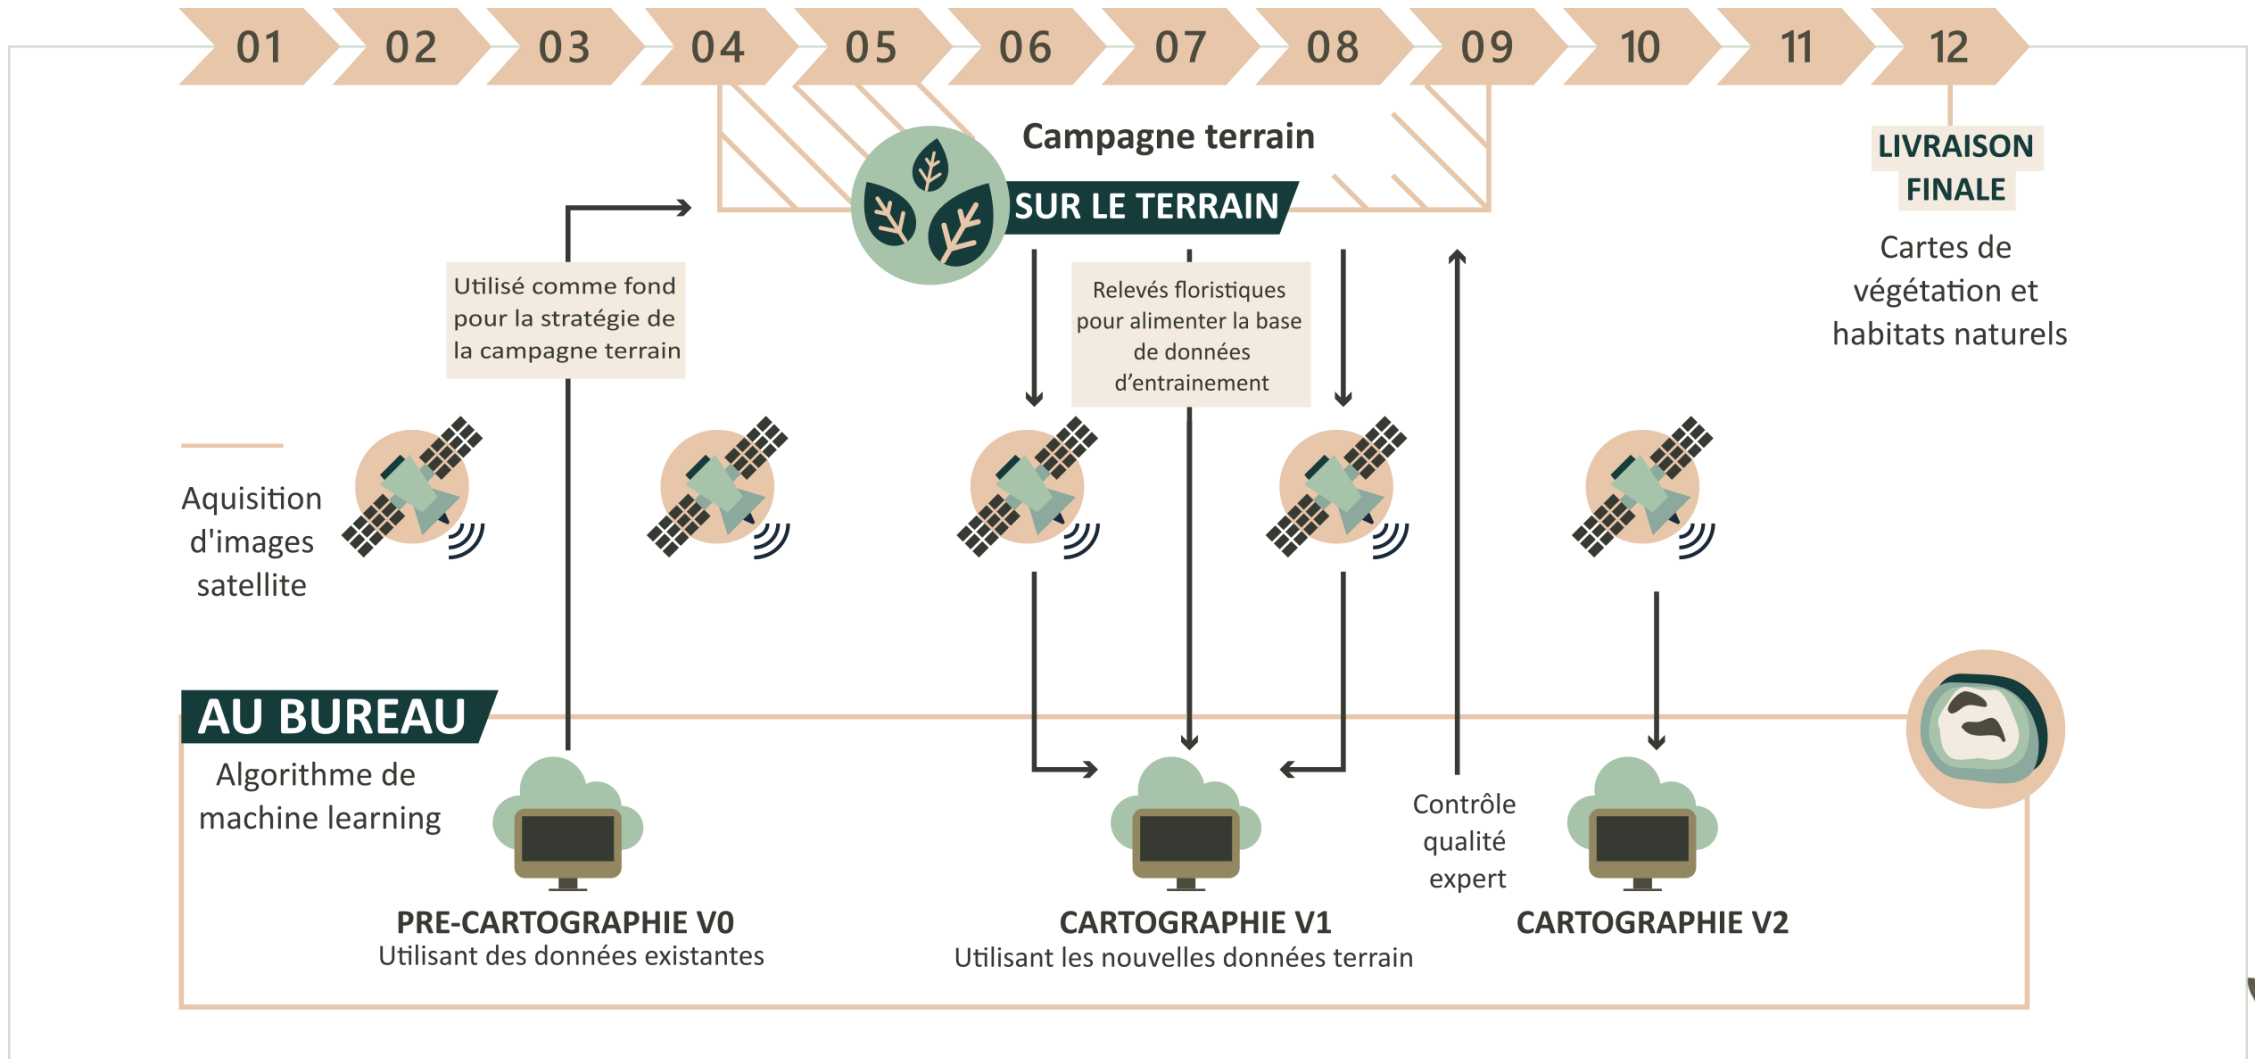 01 02 03 04 05 06 07 08 09 10 11 12
Campagne terrain
SUR LE TERRAIN
LIVRAISON
FINALE
Cartes de
végétation et
habitats naturels
Utilisé comme fond
pour la stratégie de
la campagne terrain
Relevés floristiques
pour alimenter la base
de données
d’entrainement
Aquisition
d'images
satellite
AU BUREAU
Algorithme de
machine learning
Contrôle
qualité
expert
PRE-CARTOGRAPHIE V0
Utilisant des données existantes
CARTOGRAPHIE V1
Utilisant les nouvelles données terrain
CARTOGRAPHIE V2